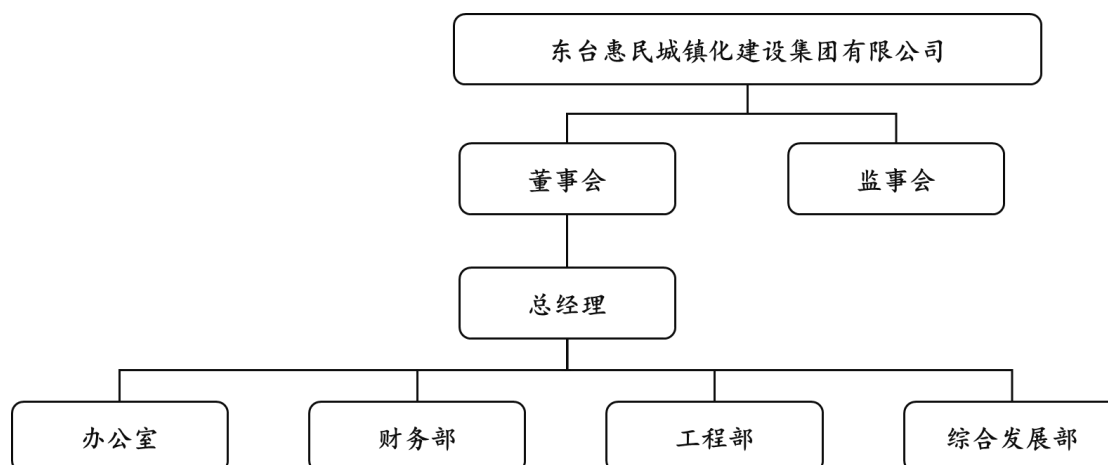 东台惠民城镇化建设集团有限公司
董事会
监事会
总经理
办公室
财务部
工程部
综合发展部